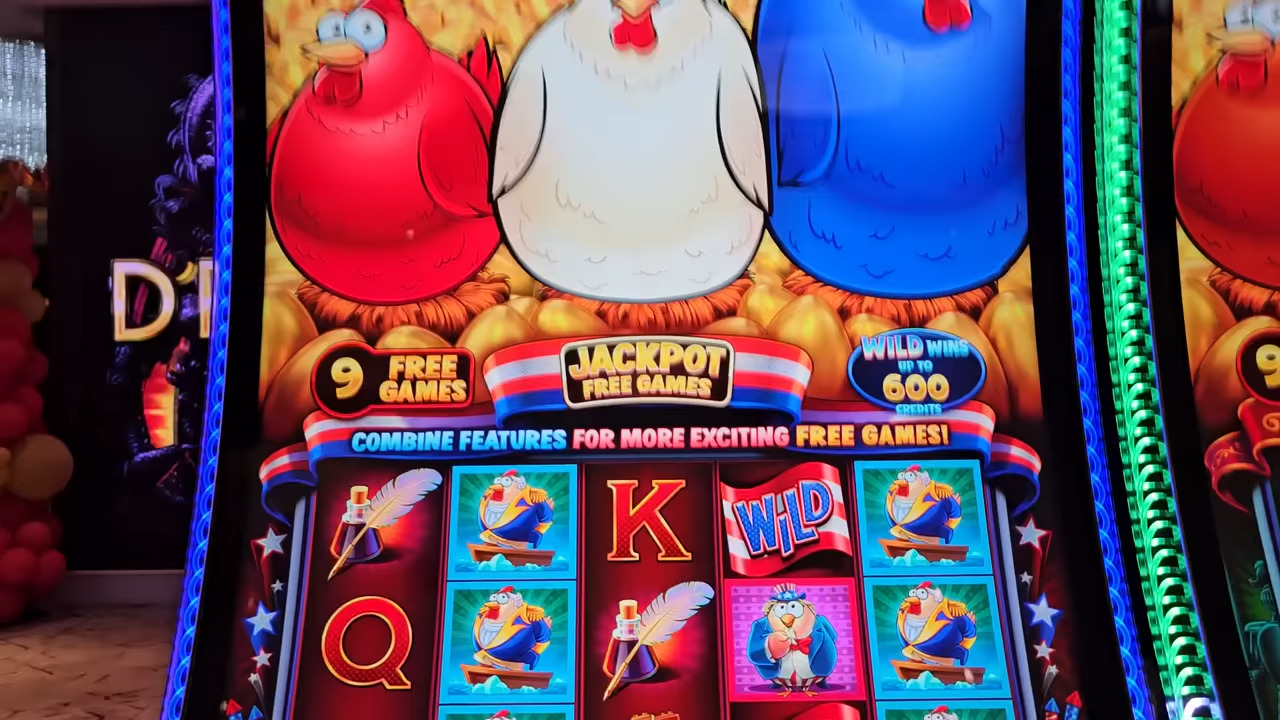 D'
9 FREE
GAMES
JACKPOT
FREE GAMES
WILD WINS
UP TO
600
CREDITS
9
COMBINE FEATURES FOR MORE EXCITING FREE GAMES!
K
WILD
Q